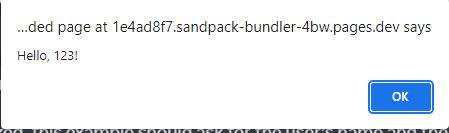 ...ded page at 1e4ad8f7.sandpack-bundler-4bw.pages.dev says
Hello, 123!
OK